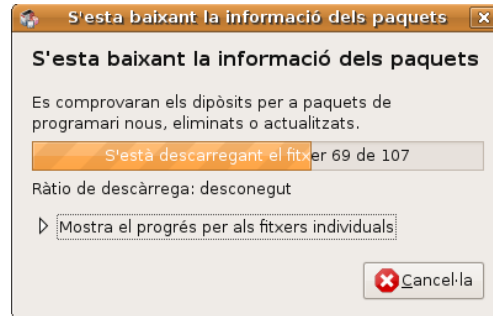 S'esta baixant la informació dels paquets
S'esta baixant la informació dels paquets
Es comprovaran els dipòsits per a paquets de
programari nous, eliminats o actualitzats.
S'està descarregant el fitxer 69 de 107
Ràtio de descàrrega: desconegut
Mostra el progrés per als fitxers individuals
Cancel·la